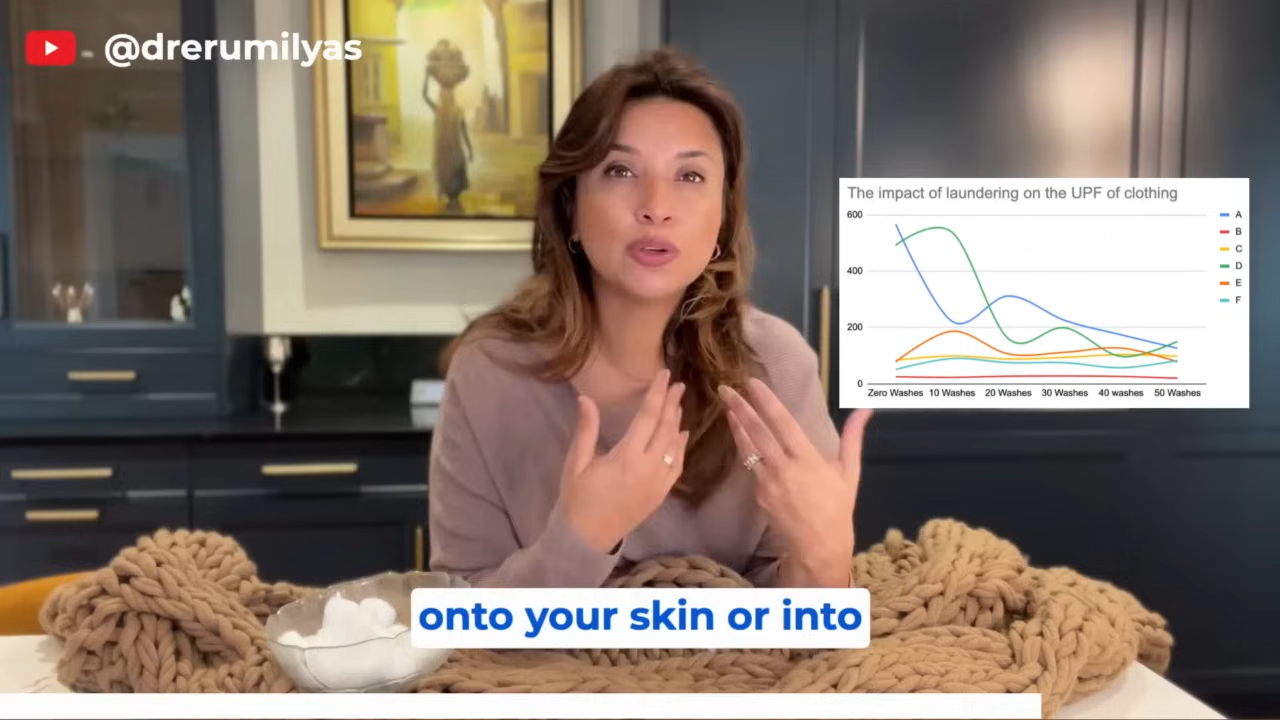 @drerumilyas
The impact of laundering on the UPF of clothing
600
400
200
0
Zero Washes 10 Washes 20 Washes 30 Washes 40 washes 50 Washes
A
B
C
D
E
F
onto your skin or into